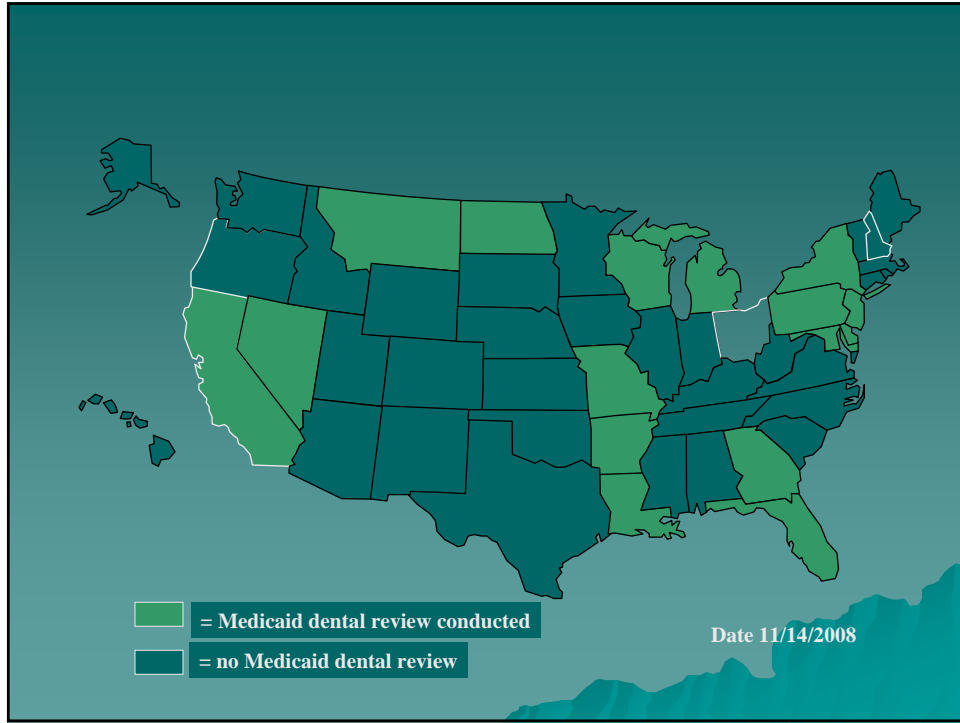 = Medicaid dental review conducted
= no Medicaid dental review
Date 11/14/2008